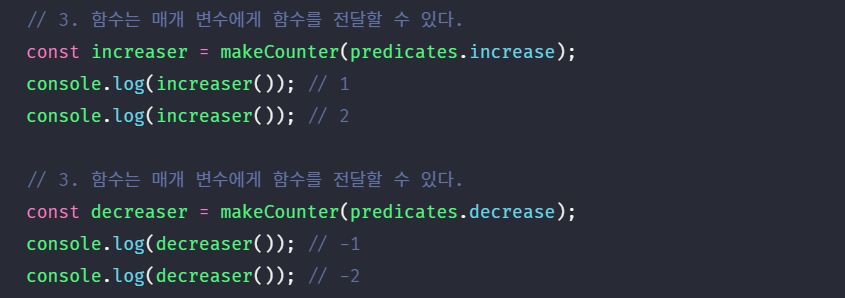 // 3. 함수는 매개 변수에게 함수를 전달할 수 있다.
const increaser = makeCounter(predicates.increase);
console.log(increaser()); // 1
console.log(increaser()); // 2
// 3. 함수는 매개 변수에게 함수를 전달할 수 있다.
const decreaser = makeCounter(predicates.decrease);
console.log(decreaser()); // -1
console.log(decreaser()); // -2